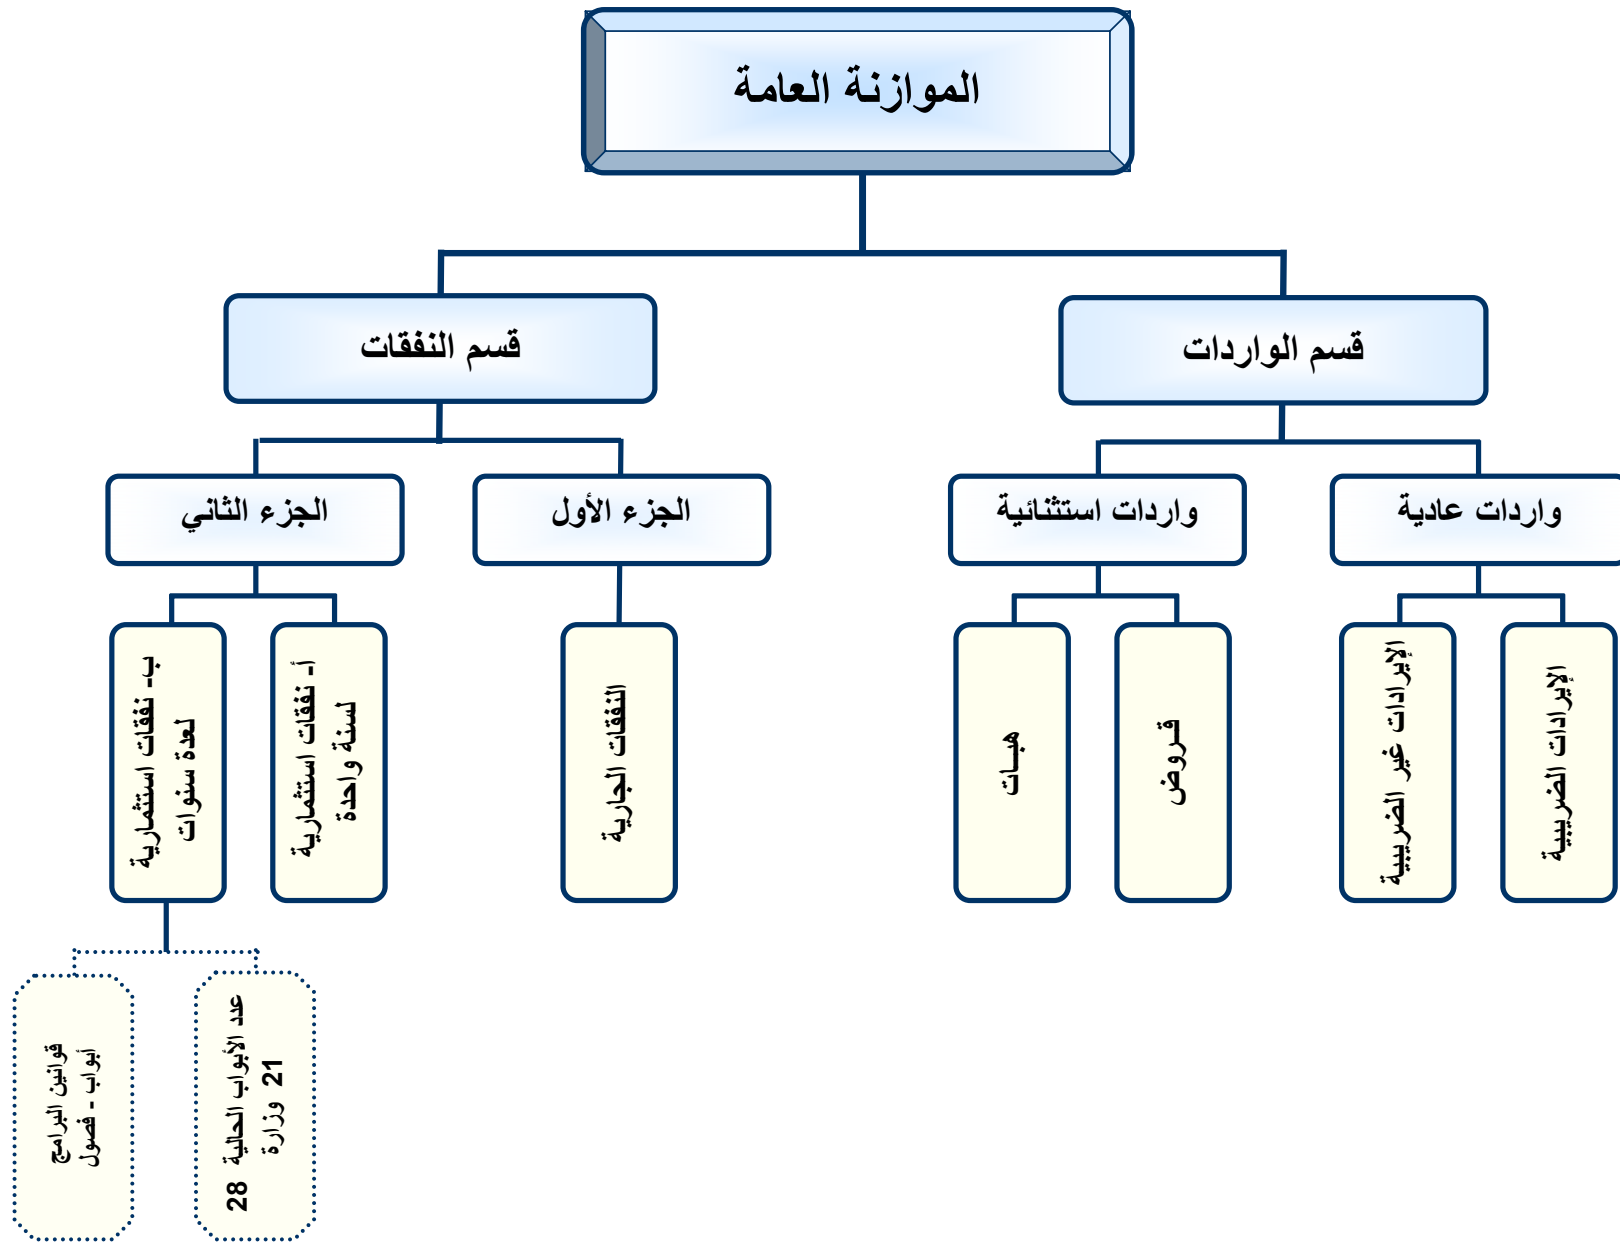 الموازنة العامة
قسم الواردات
قسم النفقات
واردات عادية
واردات استثنائية
الجزء الأول
الجزء الثاني
الإيرادات الضريبية
الإيرادات غير الضريبية
قـروض
هبـات
النفقات الجارية
أ- نفقات استثمارية
لسنة واحدة
ب- نفقات استثمارية
لعدة سنوات
عدد الأبواب الحالية 28
21 وزارة
قوانين البرامج
أبواب - فصول